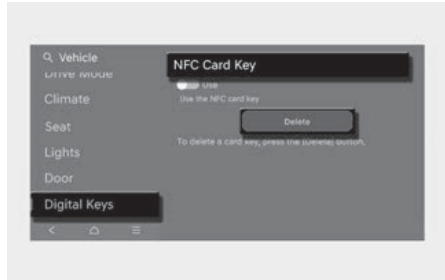 Vehicle
Drive Mode
Climate
Seat
Lights
Door
Digital Keys
NFC Card Key
Use
Use the NFC card key
Delete
To delete a card key, press the [Delete] button.